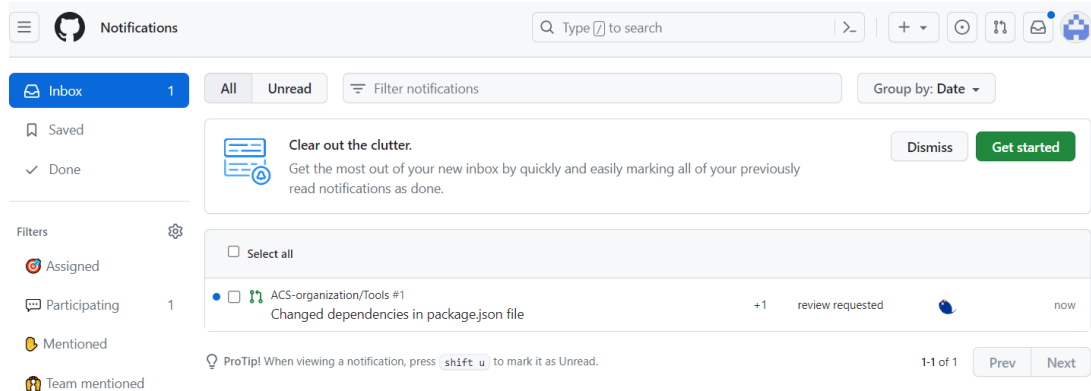 Notifications
Type / to search
Inbox 1
All Unread
Filter notifications
Group by: Date
Saved
Done
Clear out the clutter.
Get the most out of your new inbox by quickly and easily marking all of your previously
read notifications as done.
Dismiss
Get started
Filters
Assigned
Participating 1
Mentioned
Team mentioned
Select all
ACS-organization/Tools #1
Changed dependencies in package.json file
+1 review requested now
ProTip! When viewing a notification, press shift u to mark it as Unread.
1-1 of 1
Prev Next